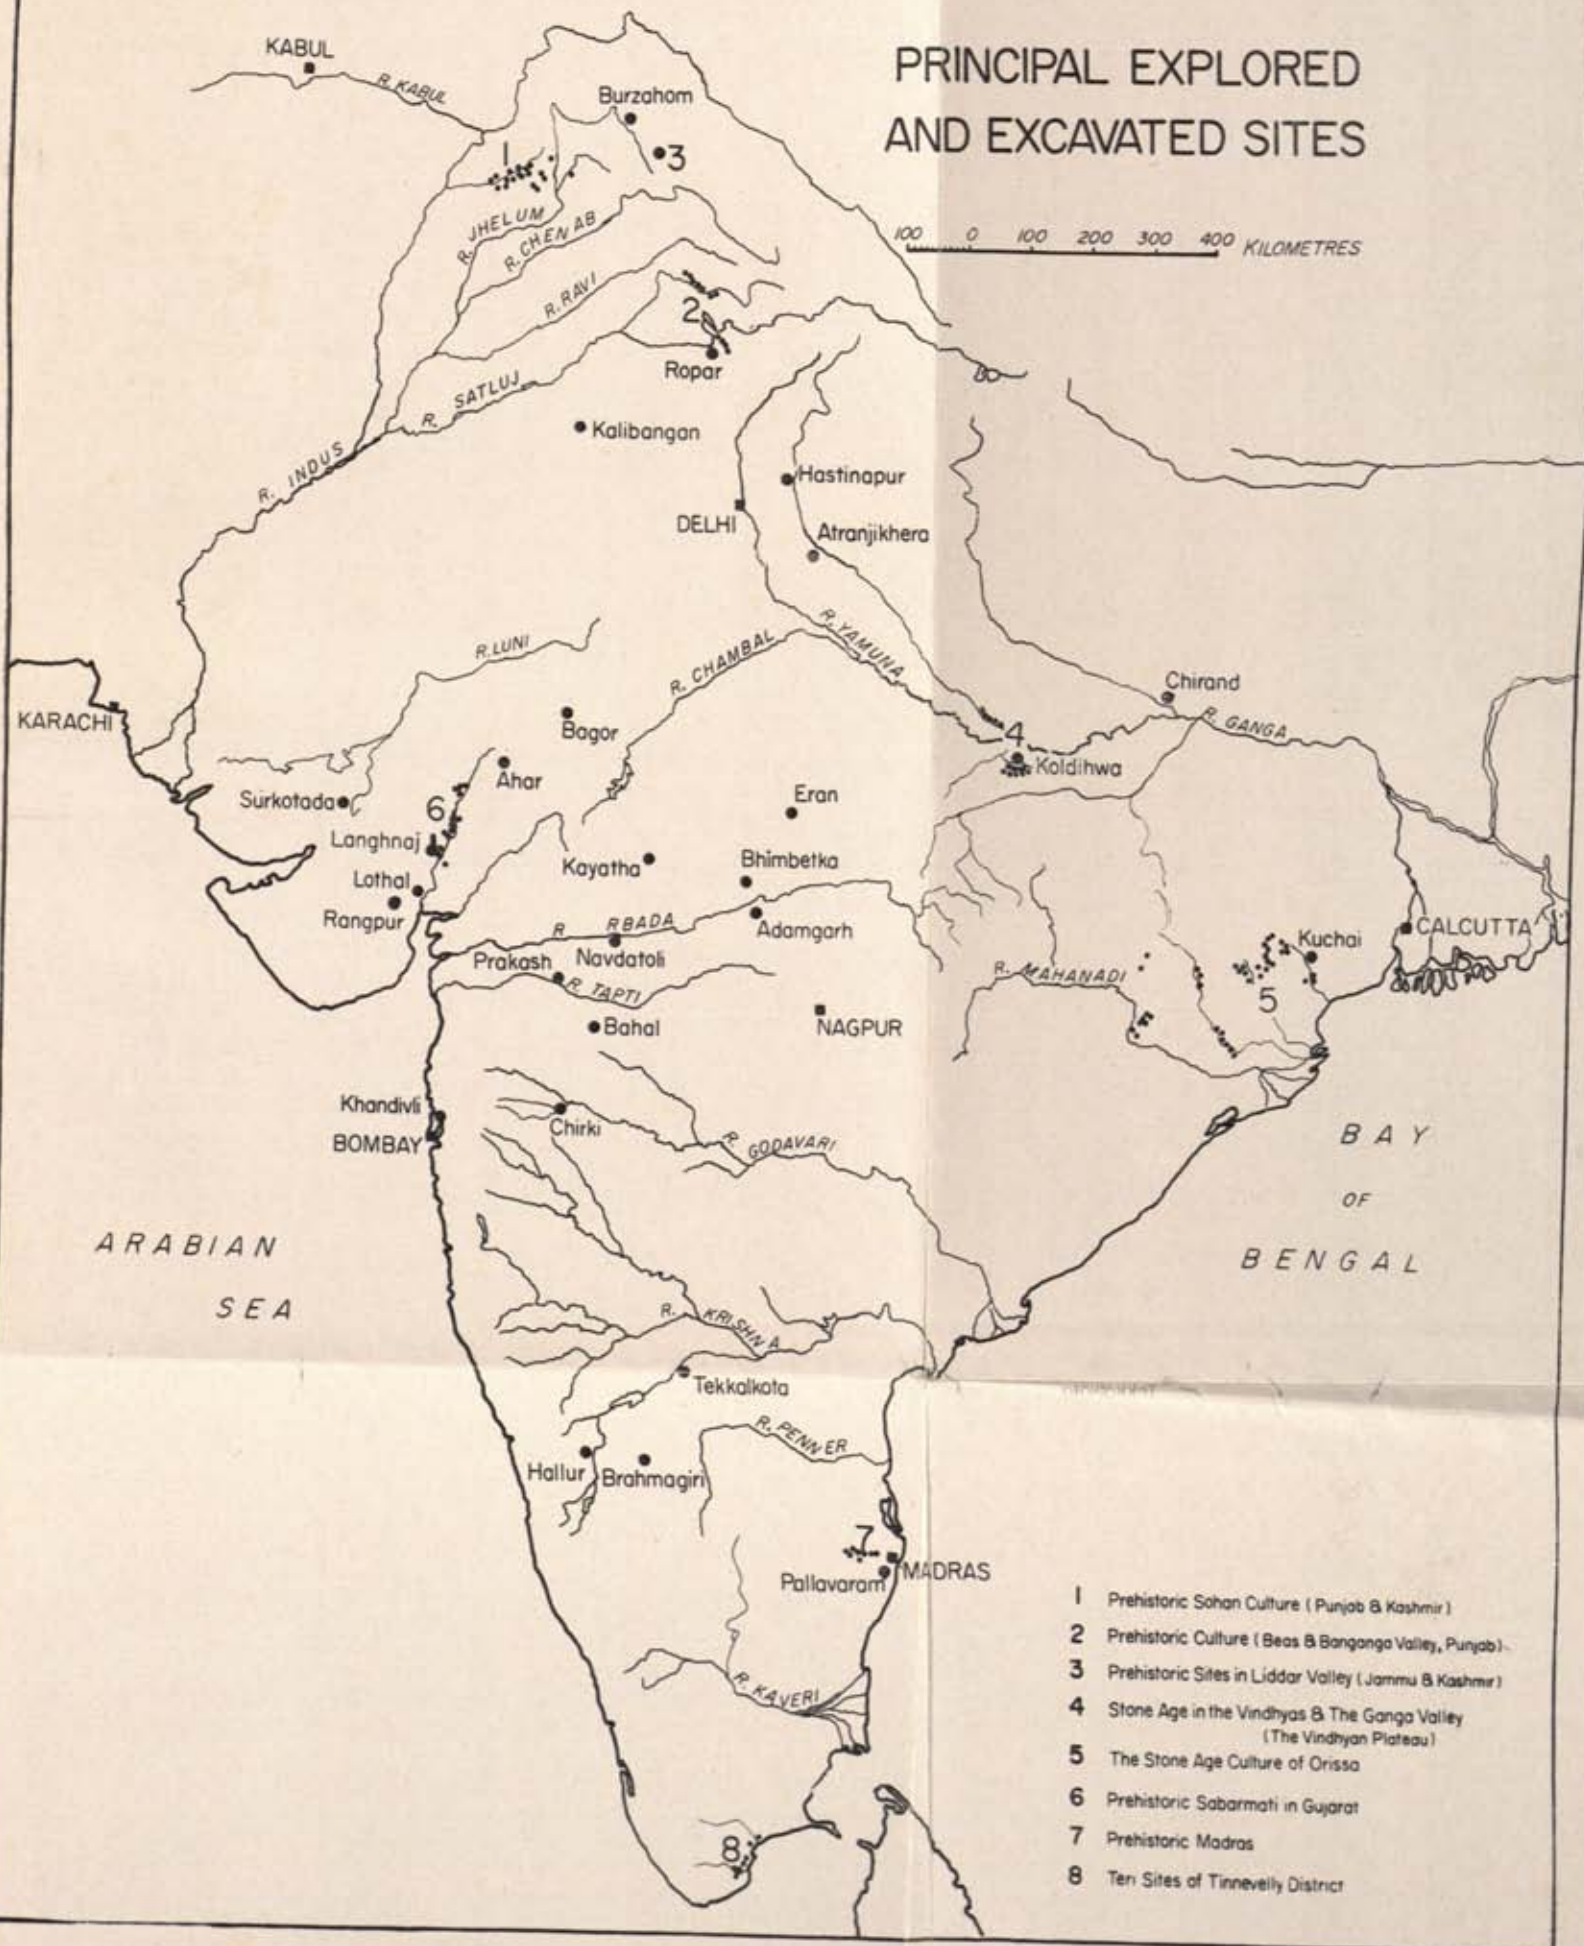 PRINCIPAL EXPLORED
AND EXCAVATED SITES
100 0 100 200 300 400 KILOMETRES
KABUL
R. KABUL
Burzahom
1
3
R. JHELUM
R. CHENAB
R. RAVI
2
Ropar
R. SATLUJ
Kalibangan
R. INDUS
Hastinapur
DELHI
Atranjikhera
R. LUNI
R. CHAMBAL
R. YAMUNA
Chirand
R. GANGA
KARACHI
Bagor
4
Koldihwa
Ahar
Surkotada
6
Eran
Langhnaj
Kayatha
Bhimbetka
Lothal
Rangpur
R RBADA
Adamgarh
CALCUTTA
Kuchai
Prakash
Navdatoli
R. TAPTI
R. MAHANADI
5
Bahal
NAGPUR
Khandivli
BOMBAY
Chirki
R. GODAVARI
BAY
OF
BENGAL
ARABIAN
SEA
R. KRISHNA
Tekkalkota
R. PENNER
Hallur
Brahmagiri
7
MADRAS
Pallavaram
R. KAVERI
8
1 Prehistoric Sohan Culture (Punjab & Kashmir)
2 Prehistoric Culture (Beas & Banganga Valley, Punjab)
3 Prehistoric Sites in Liddar Valley (Jammu & Kashmir)
4 Stone Age in the Vindhyas & The Ganga Valley
(The Vindhyan Plateau)
5 The Stone Age Culture of Orissa
6 Prehistoric Sabarmati in Gujarat
7 Prehistoric Madras
8 Teri Sites of Tinnevelly District